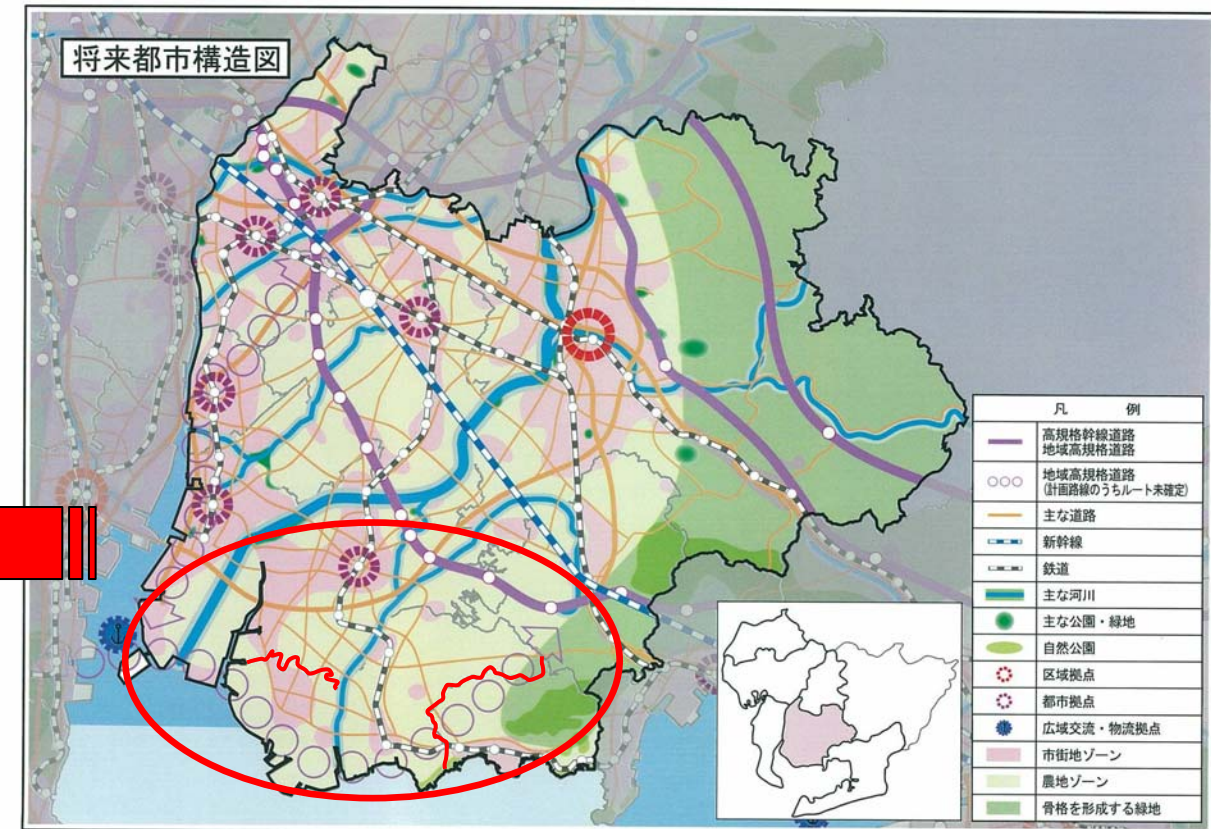 将来都市構造図
凡 例
高規格幹線道路
地域高規格道路
地域高規格道路
(計画路線のうちルート未確定)
主な道路
新幹線
鉄道
主な河川
主な公園・緑地
自然公園
区域拠点
都市拠点
広域交流・物流拠点
市街地ゾーン
農地ゾーン
骨格を形成する緑地